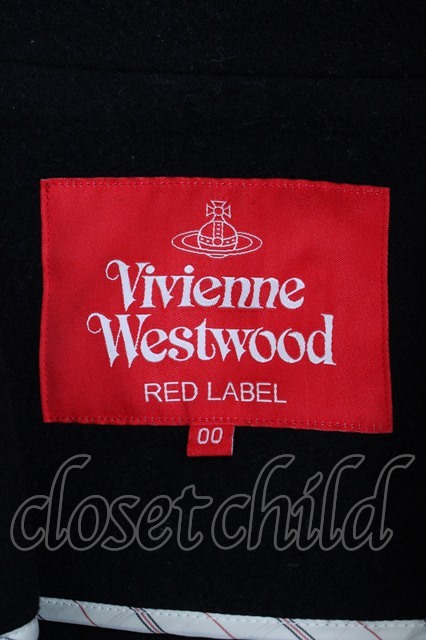 Vivienne
Westwood
RED LABEL
00
closetchild